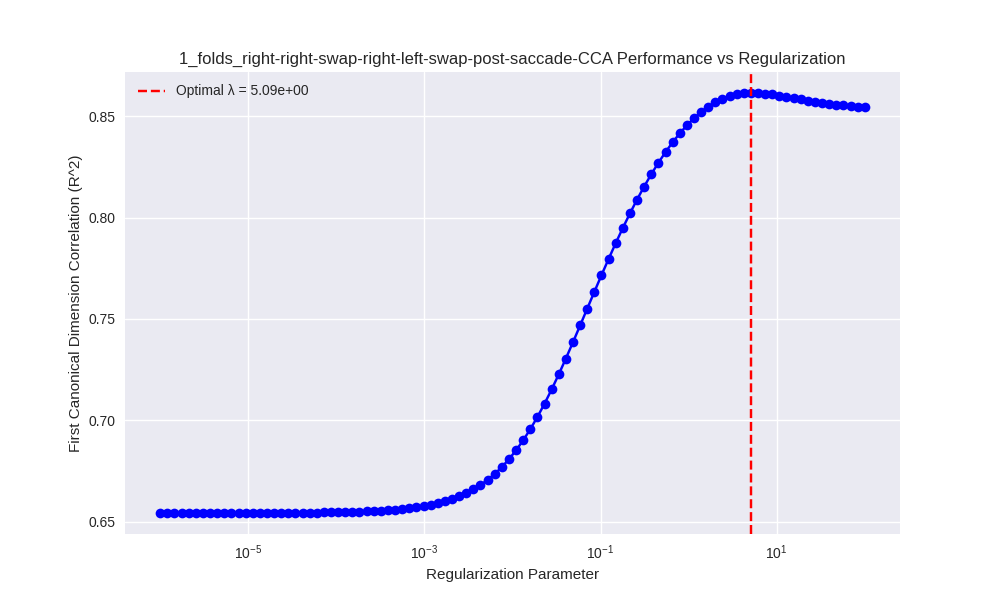 1_folds_right-right-swap-right-left-swap-post-saccade-CCA Performance vs Regularization
Optimal λ = 5.09e+00
First Canonical Dimension Correlation (R^2)
0.85
0.80
0.75
0.70
0.65
10⁻⁵
10⁻³
10⁻¹
10¹
Regularization Parameter